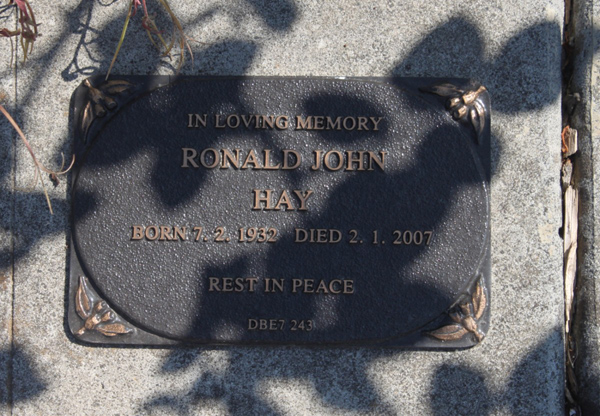 IN LOVING MEMORY
RONALD JOHN
HAY
BORN 7. 2. 1932 DIED 2. 1. 2007
REST IN PEACE
DBE7 243